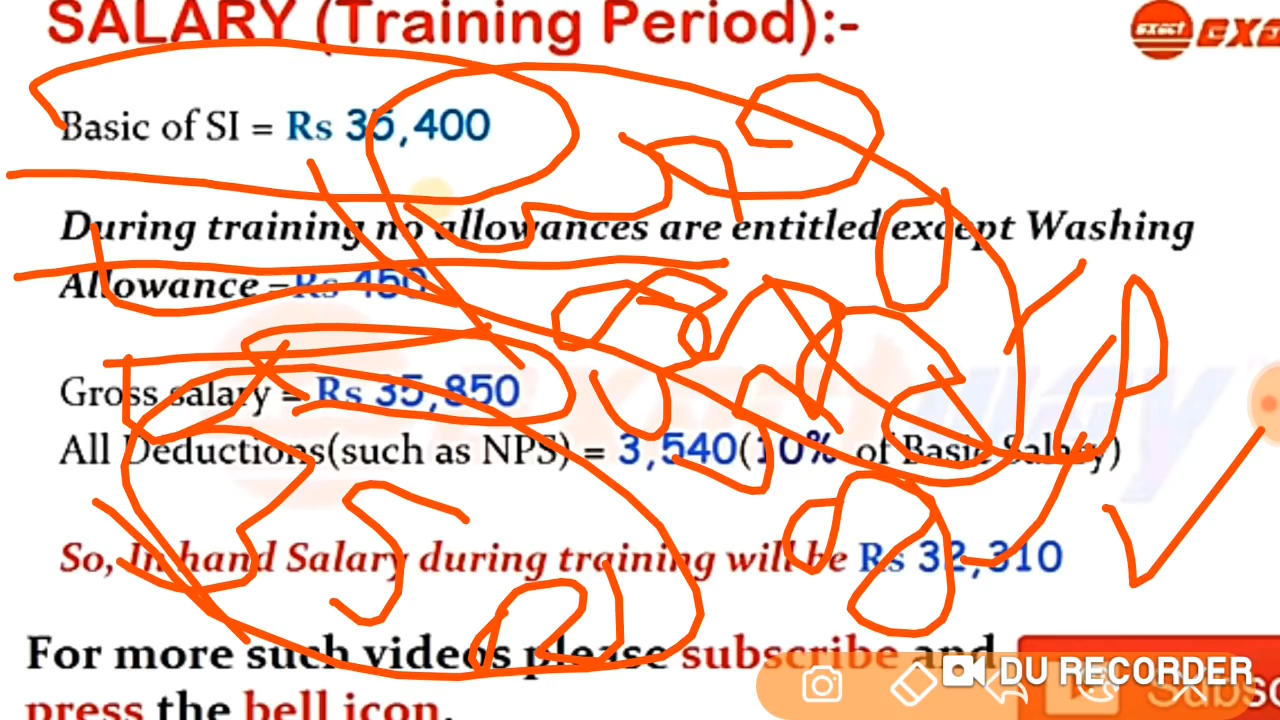 SALARY (Training Period):-
exact
Basic of SI = Rs 35,400
During training no allowances are entitled except Washing
Allowance = Rs 450
Gross salary = Rs 35,850
All Deductions(such as NPS) = 3,540(10% of Basic Salary)
So, In hand Salary during training will be Rs 32,310
For more such videos please subscribe and
press the bell icon.
DU RECORDER